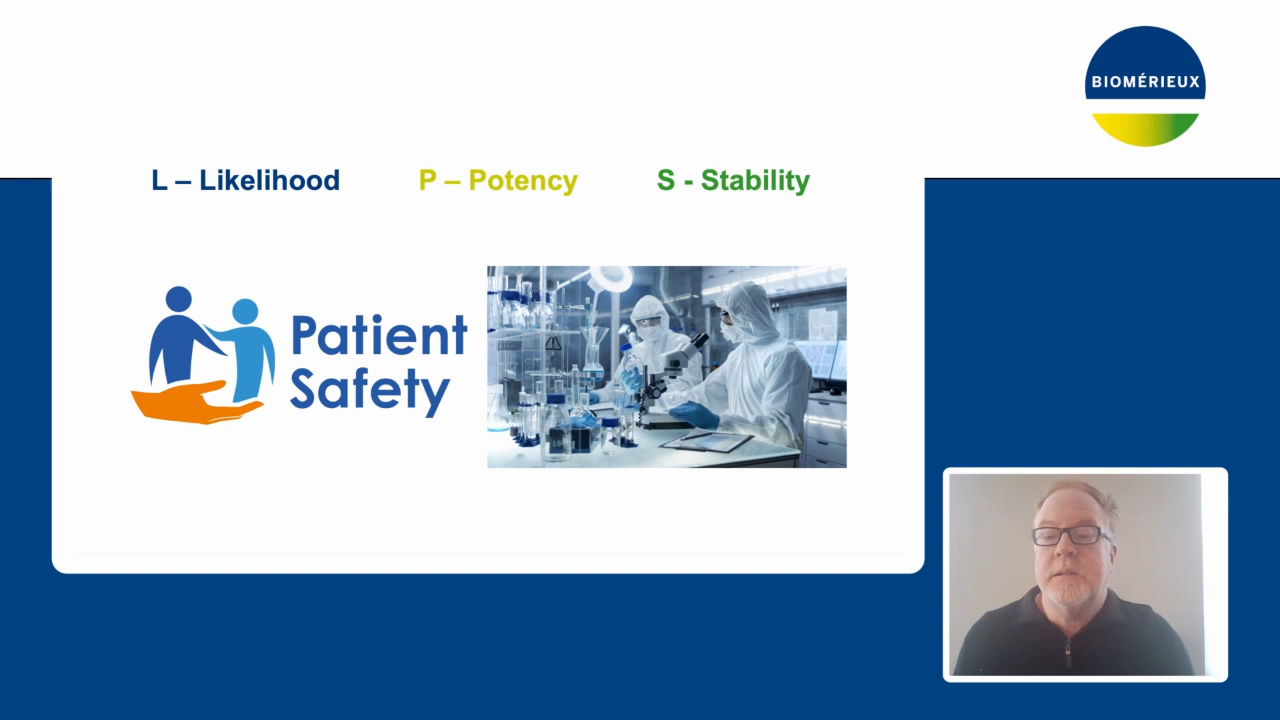 BIOMÉRIEUX
L – Likelihood P – Potency S - Stability
Patient
Safety